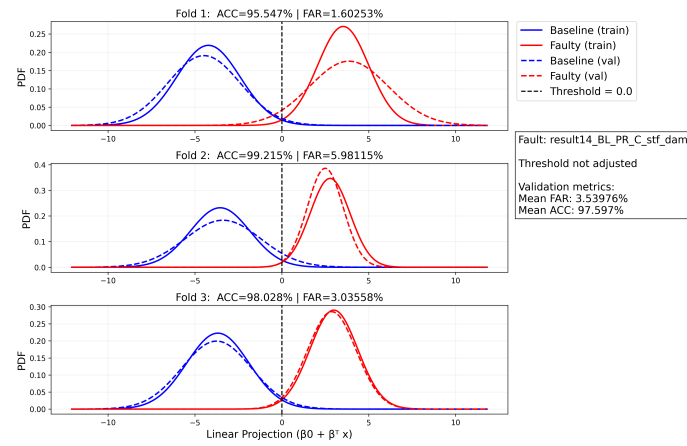 Fold 1:  ACC=95.547% | FAR=1.60253%
PDF
0.25
0.20
0.15
0.10
0.05
0.00
−10
−5
0
5
10
Baseline (train)
Faulty (train)
Baseline (val)
Faulty (val)
Threshold = 0.0
Fault: result14_BL_PR_C_stf_dam
Threshold not adjusted
Validation metrics:
Mean FAR: 3.53976%
Mean ACC: 97.597%
Fold 2:  ACC=99.215% | FAR=5.98115%
PDF
0.4
0.3
0.2
0.1
0.0
−10
−5
0
5
10
Fold 3:  ACC=98.028% | FAR=3.03558%
PDF
0.30
0.25
0.20
0.15
0.10
0.05
0.00
−10
−5
0
5
10
Linear Projection (β0 + βᵀ x)